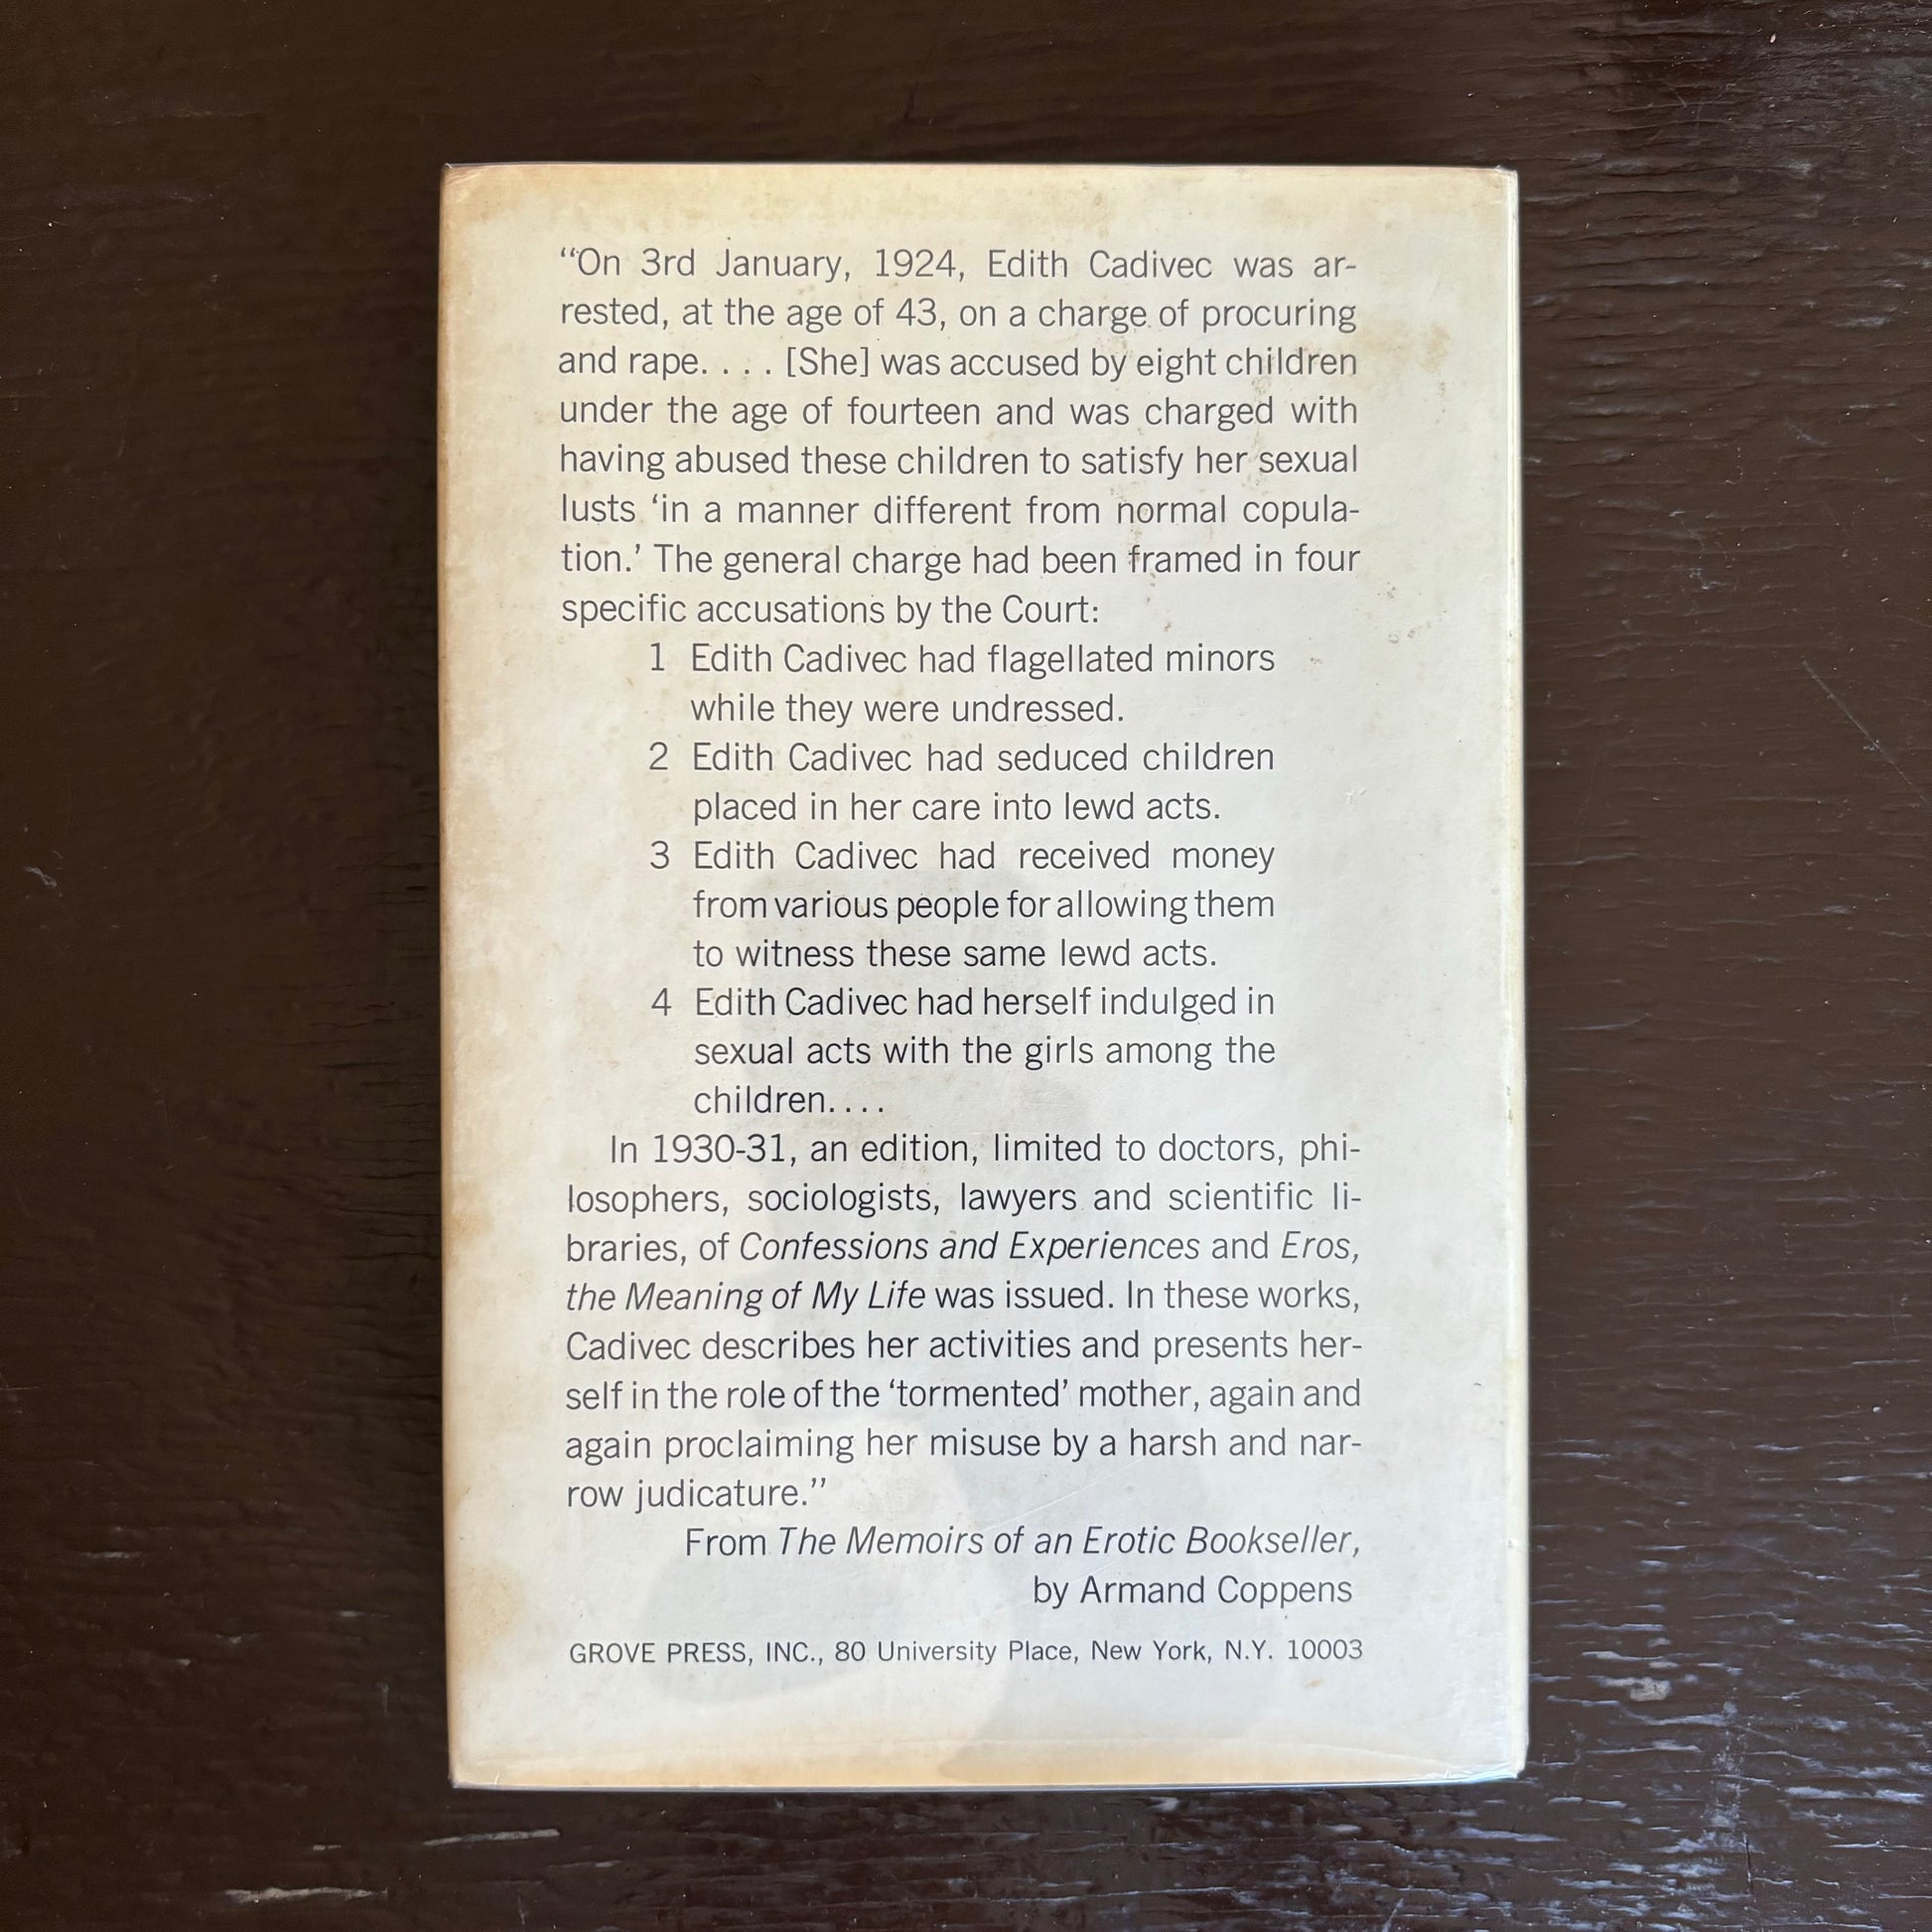 “On 3rd January, 1924, Edith Cadivec was ar-
rested, at the age of 43, on a charge of procuring
and rape. . . . [She] was accused by eight children
under the age of fourteen and was charged with
having abused these children to satisfy her sexual
lusts ‘in a manner different from normal copula-
tion.’ The general charge had been framed in four
specific accusations by the Court:
1 Edith Cadivec had flagellated minors
while they were undressed.
2 Edith Cadivec had seduced children
placed in her care into lewd acts.
3 Edith Cadivec had received money
from various people for allowing them
to witness these same lewd acts.
4 Edith Cadivec had herself indulged in
sexual acts with the girls among the
children. . . .
In 1930-31, an edition, limited to doctors, phi-
losophers, sociologists, lawyers and scientific li-
braries, of Confessions and Experiences and Eros,
the Meaning of My Life was issued. In these works,
Cadivec describes her activities and presents her-
self in the role of the ‘tormented’ mother, again and
again proclaiming her misuse by a harsh and nar-
row judicature.”
From The Memoirs of an Erotic Bookseller,
by Armand Coppens
GROVE PRESS, INC., 80 University Place, New York, N.Y. 10003